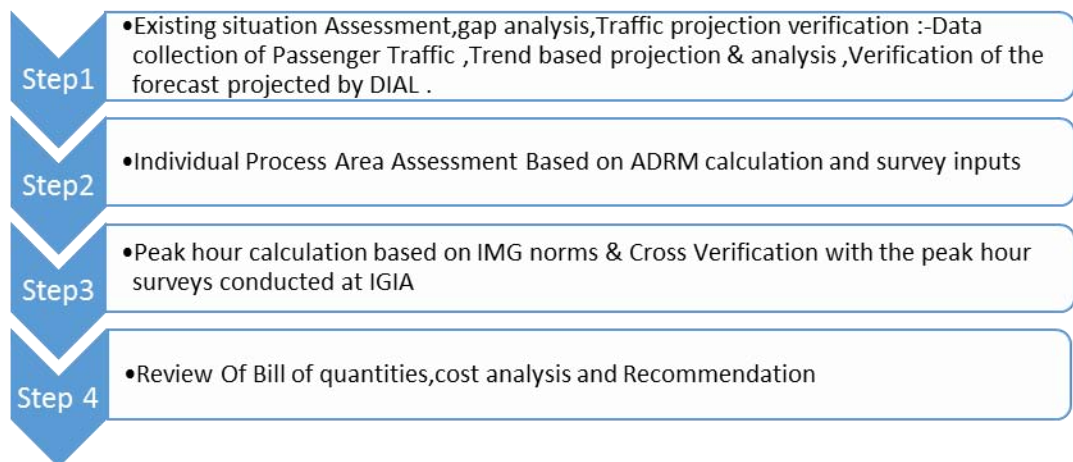 Step1
•Existing situation Assessment,gap analysis,Traffic projection verification :-Data
collection of Passenger Traffic ,Trend based projection & analysis ,Verification of the
forecast projected by DIAL .
Step2
•Individual Process Area Assessment Based on ADRM calculation and survey inputs
Step3
•Peak hour calculation based on IMG norms & Cross Verification with the peak hour
surveys conducted at IGIA
Step 4
•Review Of Bill of quantities,cost analysis and Recommendation